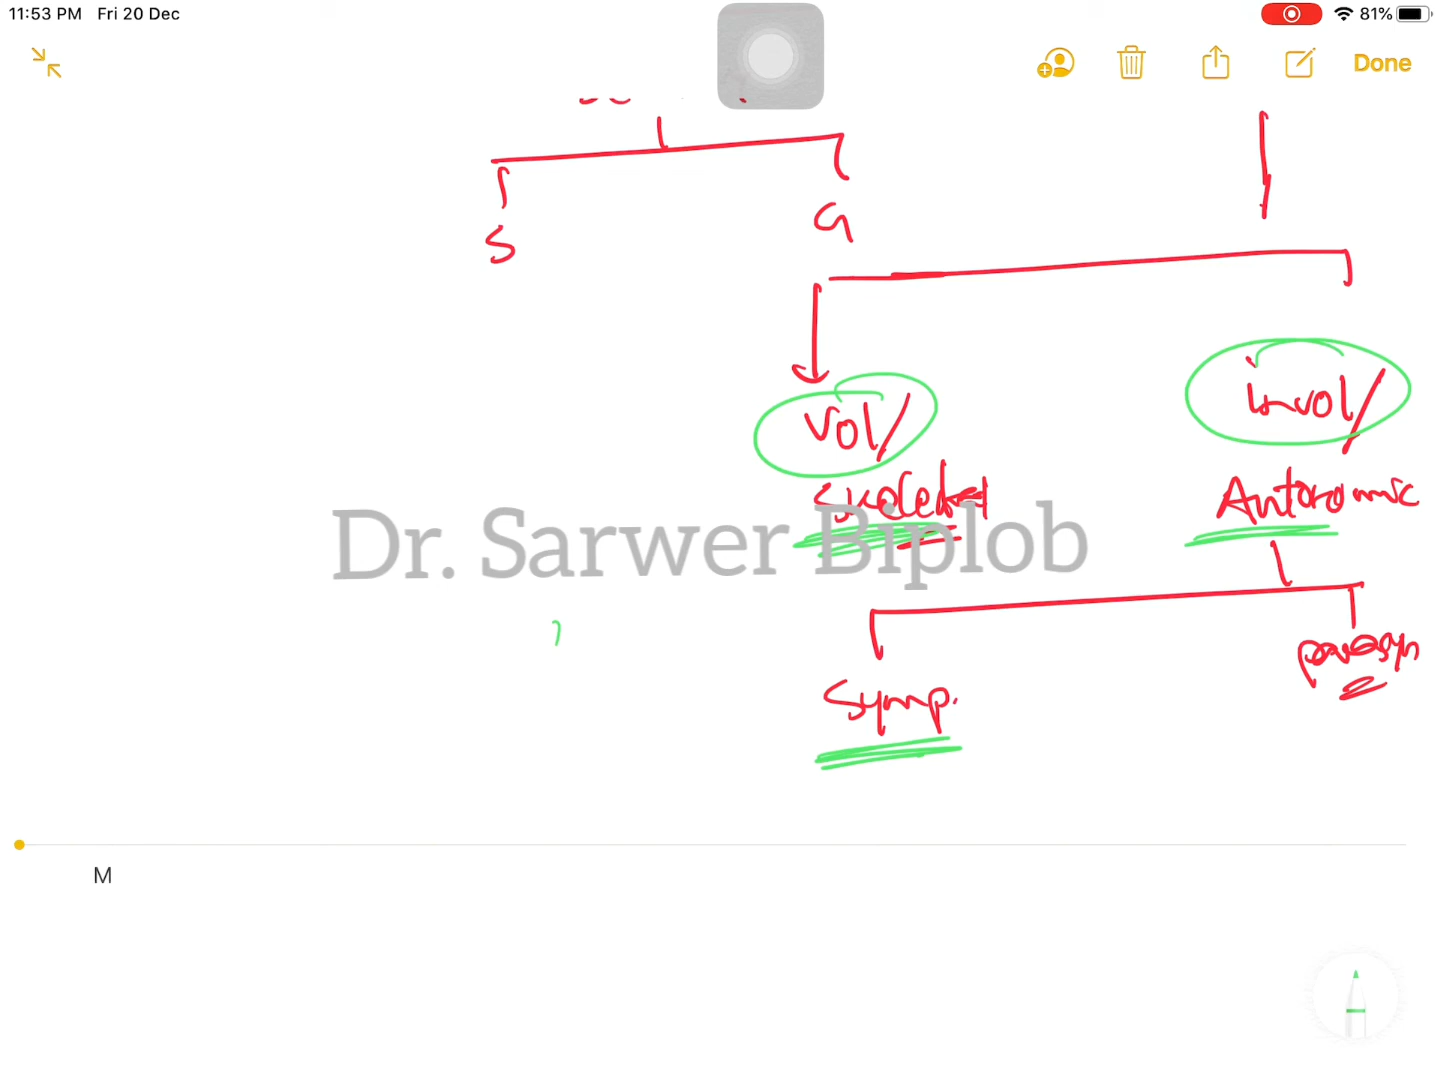 11:53 PM Fri 20 Dec
81%
Done
S
G
Vol/
Invol/
Skeletal
Autonomic
Dr. Sarwer Biplob
Symp.
parasym
M